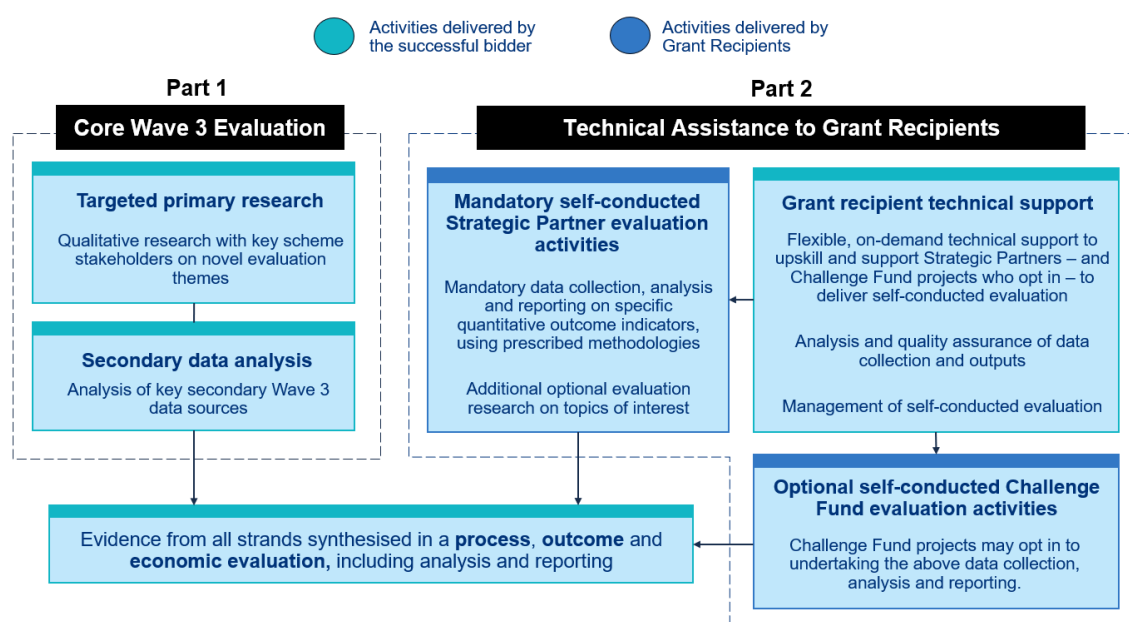 Activities delivered by
the successful bidder
Activities delivered by
Grant Recipients
Part 1
Core Wave 3 Evaluation
Targeted primary research
Qualitative research with key scheme
stakeholders on novel evaluation
themes
Secondary data analysis
Analysis of key secondary Wave 3
data sources
Part 2
Technical Assistance to Grant Recipients
Mandatory self-conducted
Strategic Partner evaluation
activities
Mandatory data collection, analysis
and reporting on specific
quantitative outcome indicators,
using prescribed methodologies
Additional optional evaluation
research on topics of interest
Grant recipient technical support
Flexible, on-demand technical support to
upskill and support Strategic Partners – and
Challenge Fund projects who opt in – to
deliver self-conducted evaluation
Analysis and quality assurance of data
collection and outputs
Management of self-conducted evaluation
Optional self-conducted Challenge
Fund evaluation activities
Challenge Fund projects may opt in to
undertaking the above data collection,
analysis and reporting.
Evidence from all strands synthesised in a process, outcome and
economic evaluation, including analysis and reporting